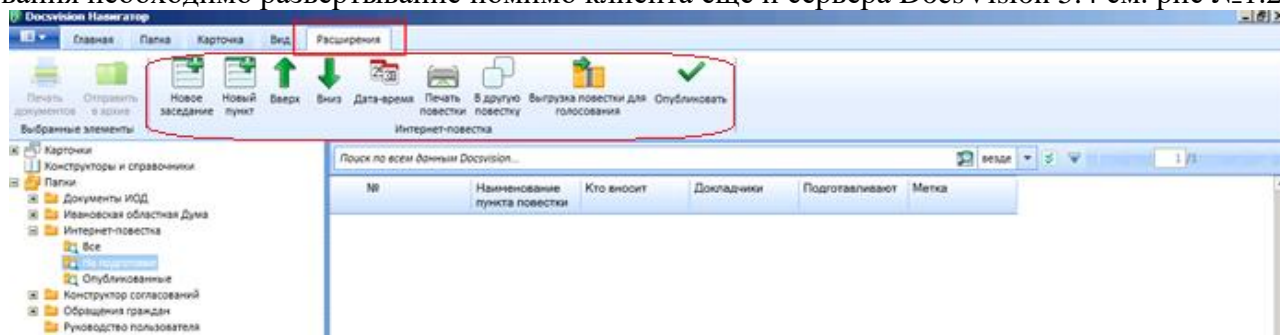 вания необходимо развертывание помимо клиента еще и сервера DocsVision 5.4 см. рис №1.2
Docsvision Навигатор
Главная Папка Карточка Вид Расширения
Печать документов Отправить в архив Новое заседание Новый пункт Вверх Вниз Дата-время Печать повестки В другую повестку Выгрузка повестки для голосования Опубликовать
Выбранные элементы Интернет-повестка
Карточки
Поиск по всем данным Docsvision... везде 1 /1
Конструкторы и справочники
Папки
№ Наименование пункта повестки Кто вносит Докладчики Подготавливают Метка
Документы ИОД
Ивановская областная Дума
Интернет-повестка
Все
Опубликованные
Конструктор согласований
Обращения граждан
Руководство пользователя